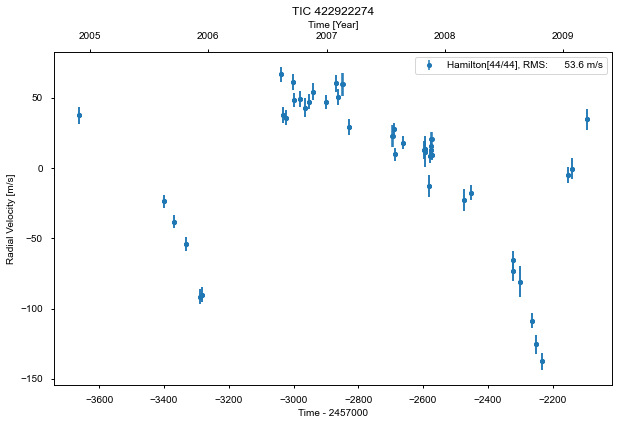 TIC 422922274
Time [Year]
2005 2006 2007 2008 2009
Hamilton[44/44], RMS: 53.6 m/s
50
0
−50
−100
−150
Radial Velocity [m/s]
−3600 −3400 −3200 −3000 −2800 −2600 −2400 −2200
Time - 2457000